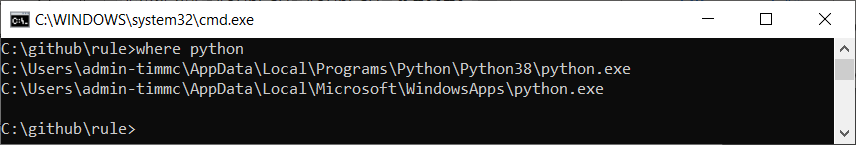 C:\WINDOWS\system32\cmd.exe
C:\github\rule>where python
C:\Users\admin-timmc\AppData\Local\Programs\Python\Python38\python.exe
C:\Users\admin-timmc\AppData\Local\Microsoft\WindowsApps\python.exe
C:\github\rule>